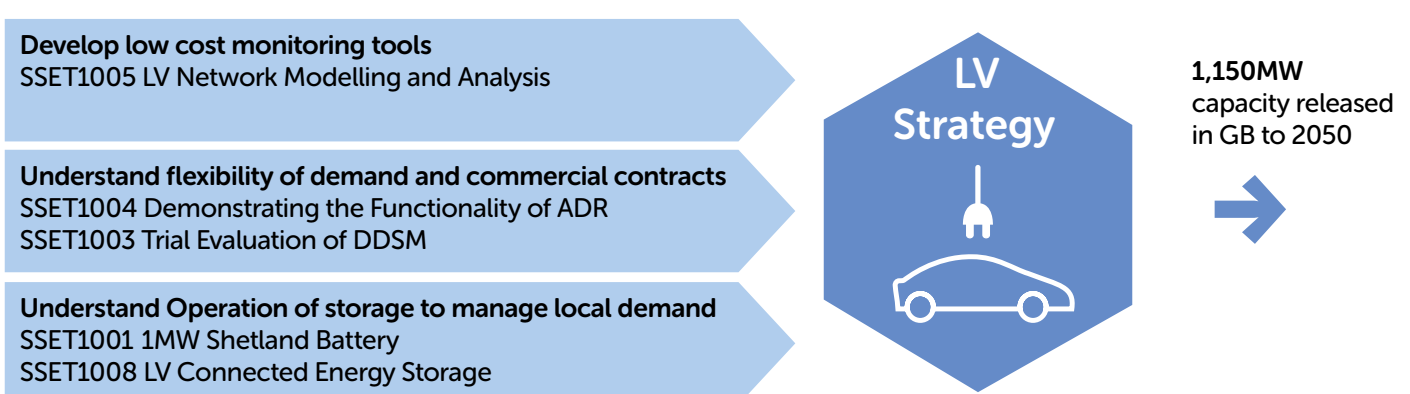 Develop low cost monitoring tools
SSET1005 LV Network Modelling and Analysis
Understand flexibility of demand and commercial contracts
SSET1004 Demonstrating the Functionality of ADR
SSET1003 Trial Evaluation of DDSM
Understand Operation of storage to manage local demand
SSET1001 1MW Shetland Battery
SSET1008 LV Connected Energy Storage
LV
Strategy
1,150MW
capacity released
in GB to 2050